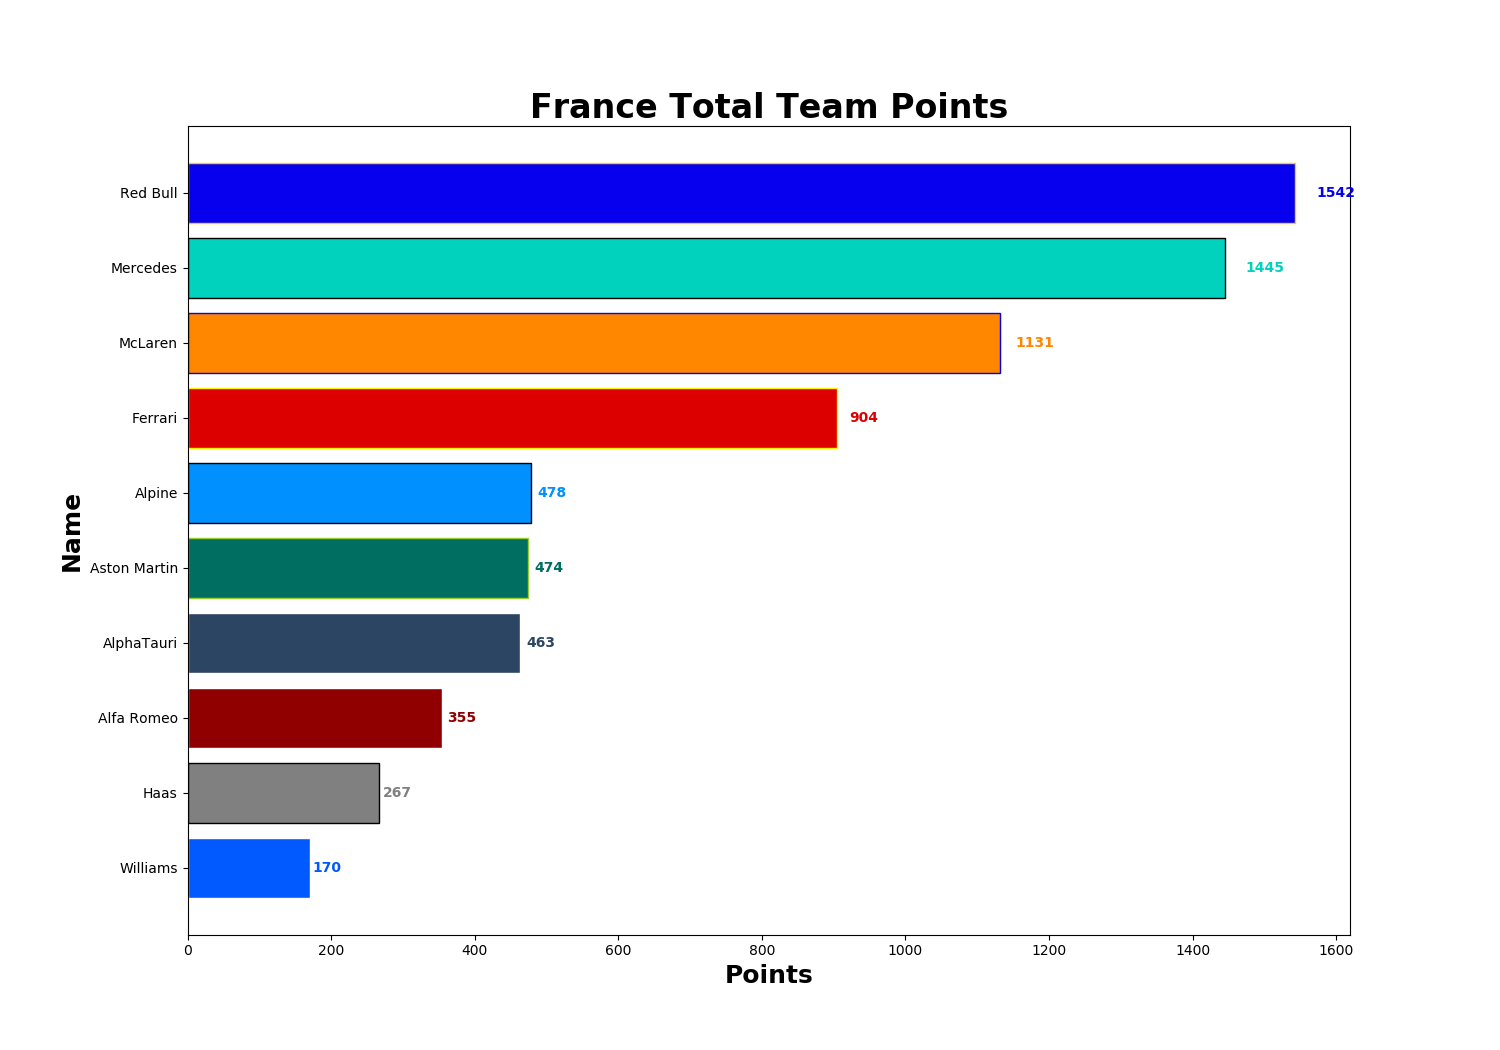 France Total Team Points
Red Bull 1542
Mercedes 1445
McLaren 1131
Ferrari 904
Alpine 478
Name
Aston Martin 474
AlphaTauri 463
Alfa Romeo 355
Haas 267
Williams 170
0 200 400 600 800 1000 1200 1400 1600
Points